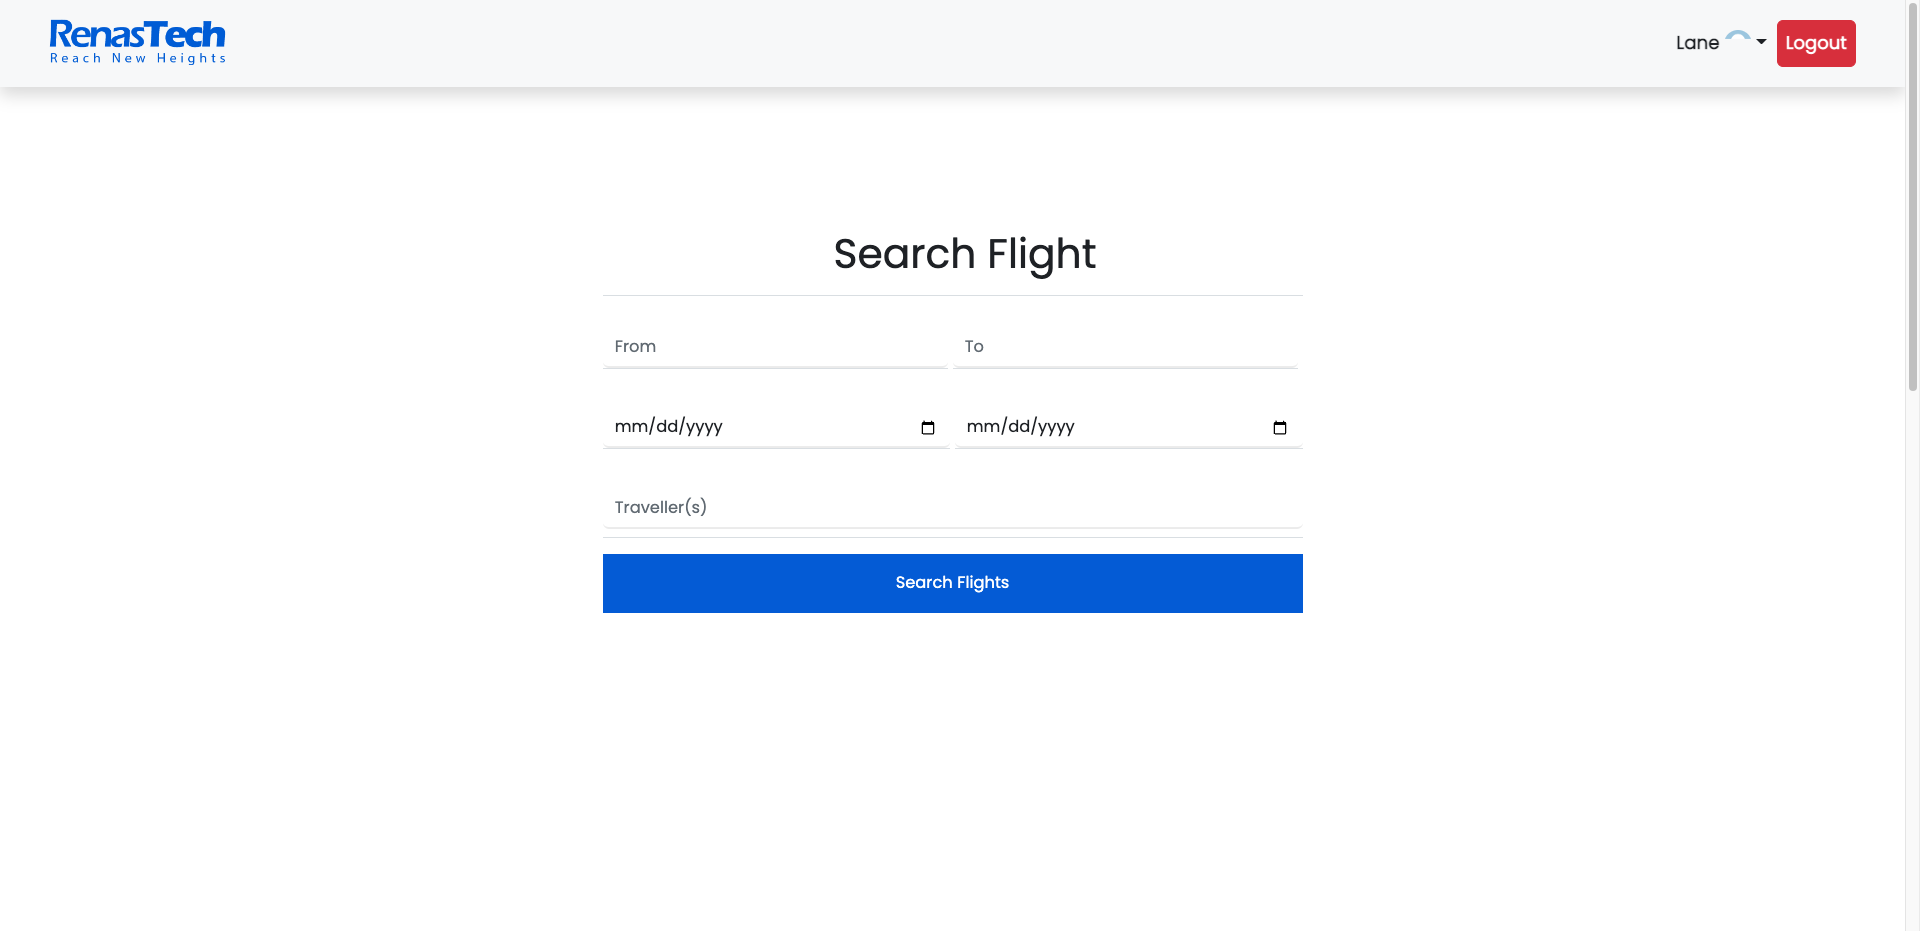 RenasTech
Reach New Heights
Lane
Logout
Search Flight
From
To
mm/dd/yyyy
mm/dd/yyyy
Traveller(s)
Search Flights